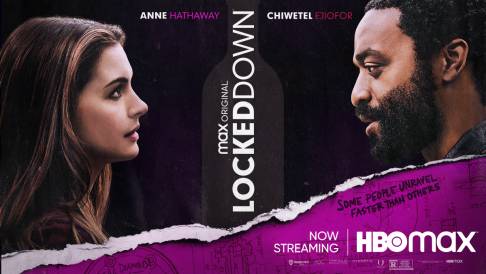 ANNE HATHAWAY
CHIWETEL EJIOFOR
max ORIGINAL
LOCKED DOWN
SOME PEOPLE UNRAVEL
FASTER THAN OTHERS
NOW
STREAMING
HBOmax